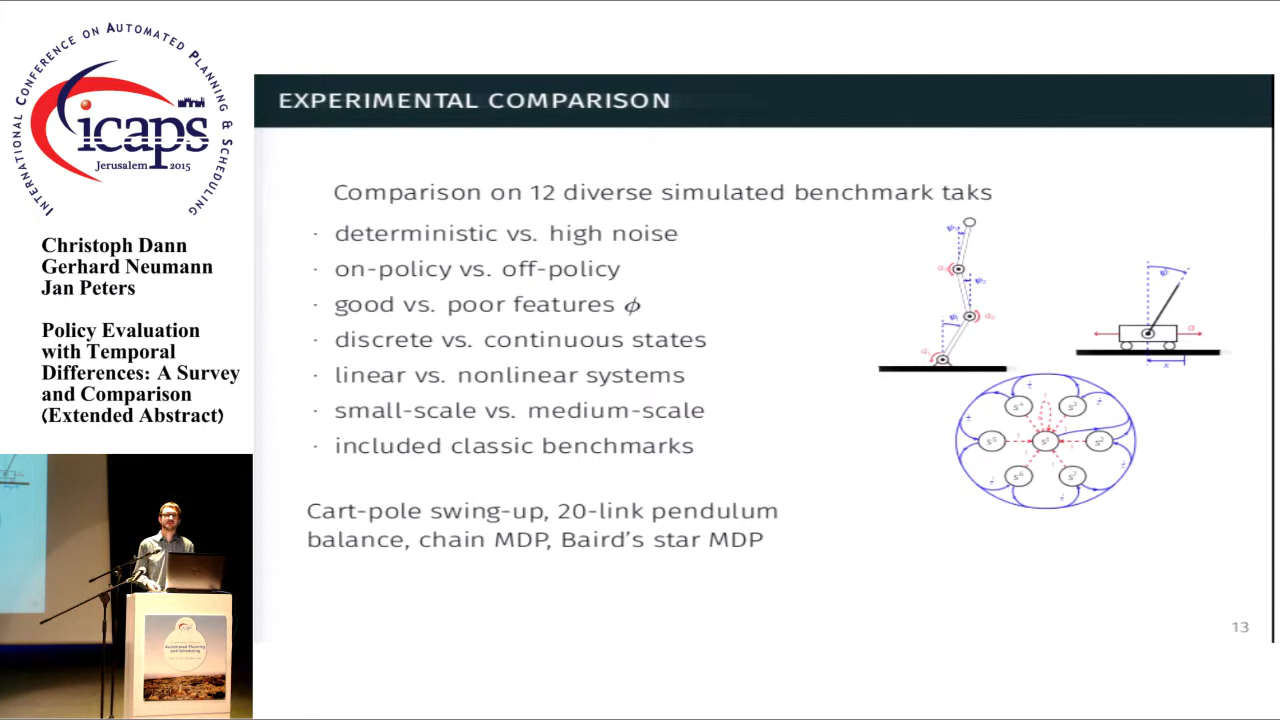 INTERNATIONAL CONFERENCE ON AUTOMATED PLANNING & SCHEDULING
icaps
Jerusalem 2015
Christoph Dann
Gerhard Neumann
Jan Peters
Policy Evaluation
with Temporal
Differences: A Survey
and Comparison
(Extended Abstract)
EXPERIMENTAL COMPARISON
Comparison on 12 diverse simulated benchmark taks
· deterministic vs. high noise
· on-policy vs. off-policy
· good vs. poor features ϕ
· discrete vs. continuous states
· linear vs. nonlinear systems
· small-scale vs. medium-scale
· included classic benchmarks
Cart-pole swing-up, 20-link pendulum
balance, chain MDP, Baird's star MDP
a
x
13
Automated Planning
and Scheduling